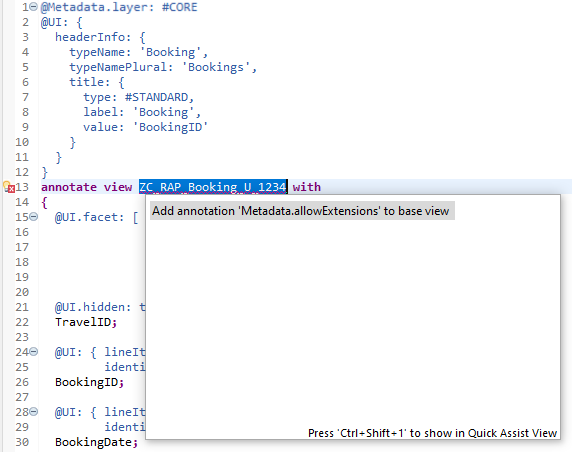 1 @Metadata.layer: #CORE
2 @UI: {
3 headerInfo: {
4 typeName: 'Booking',
5 typeNamePlural: 'Bookings',
6 title: {
7 type: #STANDARD,
8 label: 'Booking',
9 value: 'BookingID'
10 }
11 }
12 }
13 annotate view ZC_RAP_Booking_U_1234 with
14 {
15 @UI.facet: [
Add annotation 'Metadata.allowExtensions' to base view
16
17
18
19
20
21 @UI.hidden: t
22 TravelID;
23
24 @UI: { lineIt
25 identi
26 BookingID;
27
28 @UI: { lineIt
29 identi
30 BookingDate;
Press 'Ctrl+Shift+1' to show in Quick Assist View